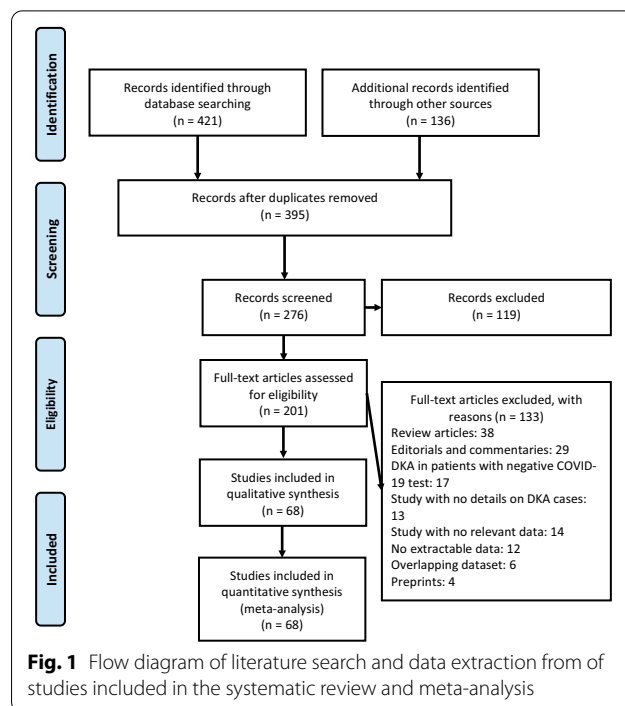 Identification
Records identified through
database searching
(n = 421)
Additional records identified
through other sources
(n = 136)
Records after duplicates removed
(n = 395)
Screening
Records screened
(n = 276)
Records excluded
(n = 119)
Eligibility
Full-text articles assessed
for eligibility
(n = 201)
Full-text articles excluded, with
reasons (n = 133)
Review articles: 38
Editorials and commentaries: 29
DKA in patients with negative COVID-
19 test: 17
Study with no details on DKA cases:
13
Study with no relevant data: 14
No extractable data: 12
Overlapping dataset: 6
Preprints: 4
Studies included in
qualitative synthesis
(n = 68)
Included
Studies included in
quantitative synthesis
(meta-analysis)
(n = 68)
Fig. 1 Flow diagram of literature search and data extraction from of
studies included in the systematic review and meta-analysis